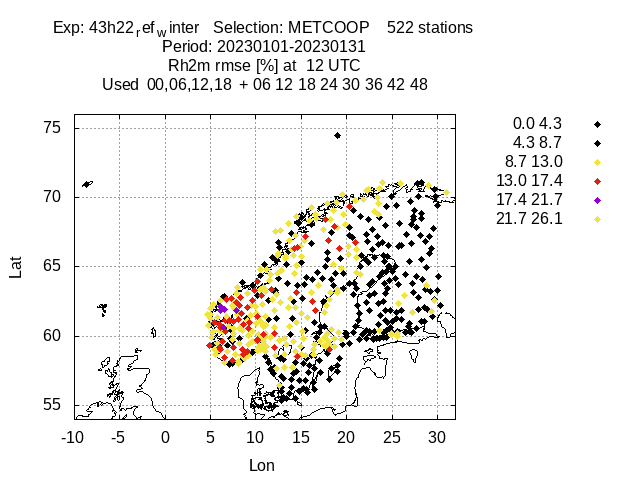 Exp: 43h22refwinter Selection: METCOOP 522 stations
Period: 20230101-20230131
Rh2m rmse [%] at 12 UTC
Used 00,06,12,18 + 06 12 18 24 30 36 42 48
0.0 4.3
4.3 8.7
8.7 13.0
13.0 17.4
17.4 21.7
21.7 26.1
75
70
65
60
55
Lat
-10 -5 0 5 10 15 20 25 30
Lon